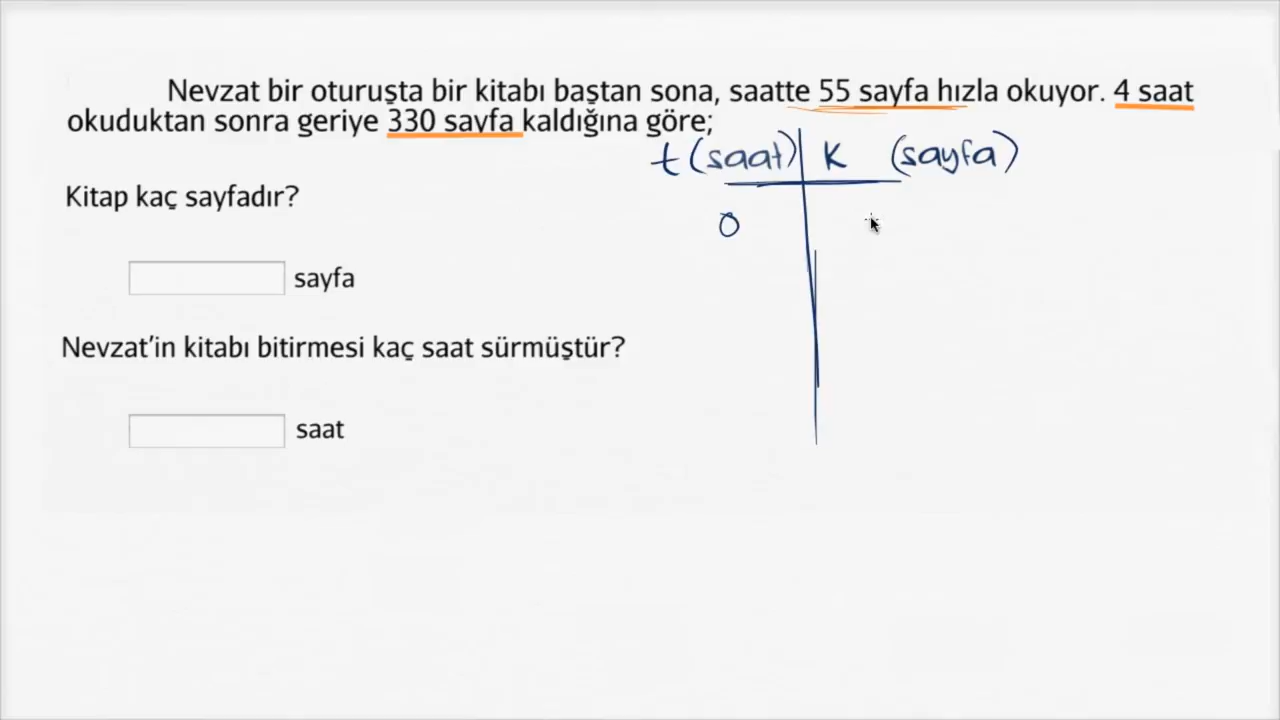 Nevzat bir oturuşta bir kitabı baştan sona, saatte 55 sayfa hızla okuyor. 4 saat
okuduktan sonra geriye 330 sayfa kaldığına göre;
t (saat) K (sayfa)
Kitap kaç sayfadır?
0
sayfa
Nevzat'in kitabı bitirmesi kaç saat sürmüştür?
saat